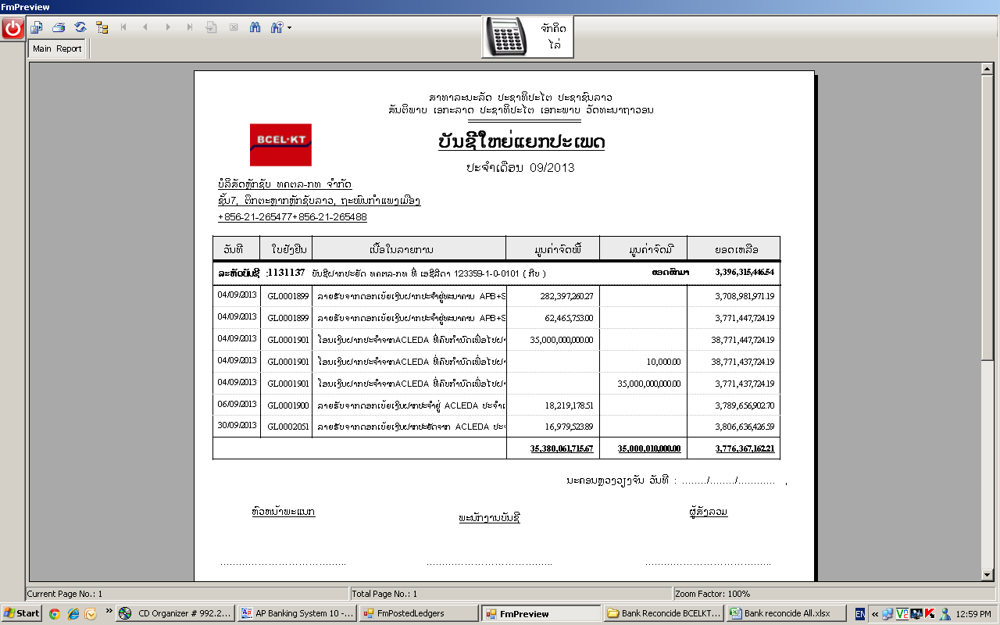 FmPreview
ຈັກຄິດ
ໄລ່
Main Report
ສາທາລະນະລັດ ປະຊາທິປະໄຕ ປະຊາຊົນລາວ
ສັນຕິພາບ ເອກະລາດ ປະຊາທິປະໄຕ ເອກະພາບ ວັດທະນາຖາວອນ
BCEL·KT
ບັນຊີໃຫຍ່ແຍກປະເພດ
ປະຈຳເດືອນ 09/2013
ບໍລິສັດຫຼັກຊັບ ທຄຕລ-ກທ ຈຳກັດ
ຊັ້ນ7, ຕຶກຕະຫຼາດຫຼັກຊັບລາວ, ຖະໜົນກຳແພງເມືອງ
+856-21-265477+856-21-265488
ວັນທີ ໃບຢັ້ງຢືນ ເນື້ອໃນລາຍການ ມູນຄ່າຈົດໜີ້ ມູນຄ່າຈົດມີ ຍອດເຫລືອ
ລະຫັດບັນຊີ :1131137 ບັນຊີຝາກປະຢັດ ທຄຕລ-ກທ ທີ່ ເອຊີລີດາ 123359-1-0-0101 ( ກີບ ) ຍອດຍົກມາ 3,396,315,446.54
04/09/2013 GL0001899 ລາຍຮັບຈາກດອກເບ້ຍເງິນຝາກປະຈຳຢູ່ທະນາຄານ APB+S 282,397,260.27 3,708,981,971.19
04/09/2013 GL0001899 ລາຍຮັບຈາກດອກເບ້ຍເງິນຝາກປະຈຳຢູ່ທະນາຄານ APB+S 62,465,753.00 3,771,447,724.19
04/09/2013 GL0001901 ໂອນເງິນຝາກປະຈຳຈາກACLEDA ທີ່ຄົບກຳນົດເພື່ອໄປຝາ 35,000,000,000.00 38,771,447,724.19
04/09/2013 GL0001901 ໂອນເງິນຝາກປະຈຳຈາກACLEDA ທີ່ຄົບກຳນົດເພື່ອໄປຝາ 10,000.00 38,771,437,724.19
04/09/2013 GL0001901 ໂອນເງິນຝາກປະຈຳຈາກACLEDA ທີ່ຄົບກຳນົດເພື່ອໄປຝາ 35,000,000,000.00 3,771,437,724.19
06/09/2013 GL0001900 ລາຍຮັບຈາກດອກເບ້ຍເງິນຝາກປະຈຳຢູ່ ACLEDA ປະຈຳເ 18,219,178.51 3,789,656,902.70
30/09/2013 GL0002051 ລາຍຮັບຈາກດອກເບ້ຍເງິນຝາກປະຢັດຈາກ ACLEDA ປະຈ 16,979,523.89 3,806,636,426.59
35,380,061,715.67 35,000,010,000.00 3,776,367,162.21
ນະຄອນຫຼວງວຽງຈັນ ວັນທີ : ......../......../............
ຫົວຫນ້າພະແນກ ພະນັກງານບັນຊີ ຜູ້ສັງລວມ
Current Page No.: 1 Total Page No.: 1 Zoom Factor: 100%
Start CD Organizer # 992.2... AP Banking System 10 -... FmPostedLedgers FmPreview Bank Reconcide BCELKT... Bank reconcide All.xlsx EN 12:59 PM